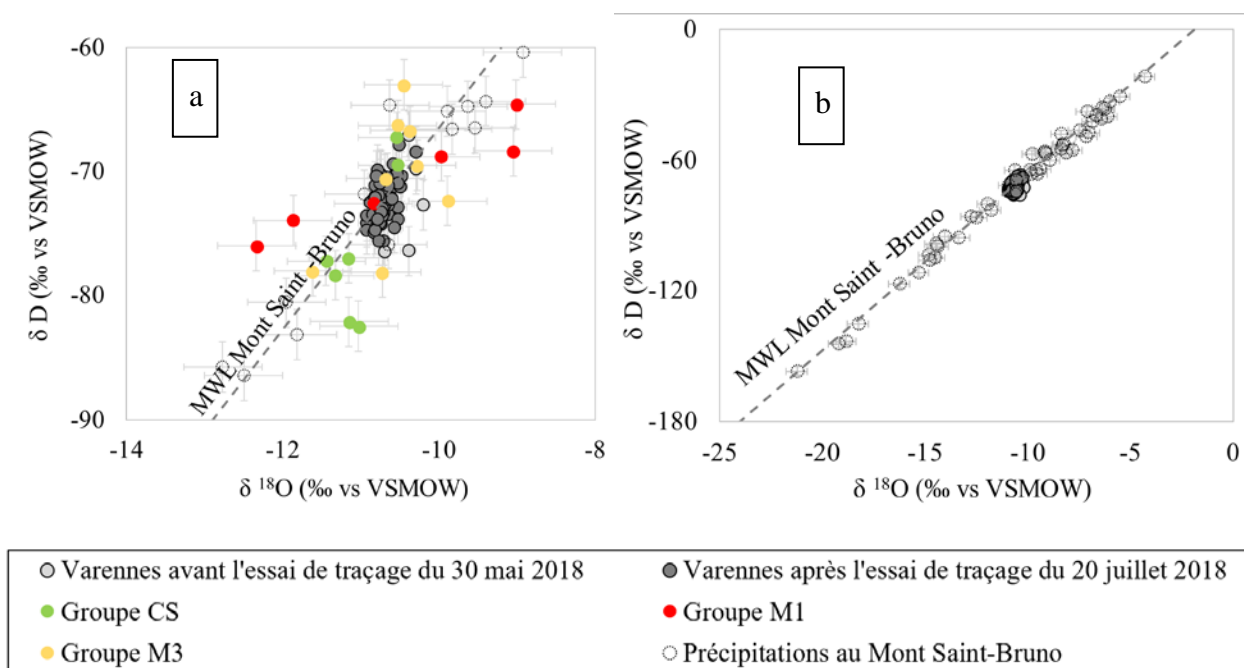 a
-60
-70
-80
-90
-14 -12 -10 -8
δ D (‰ vs VSMOW)
δ ¹⁸O (‰ vs VSMOW)
MWL Mont Saint -Bruno
b
0
-60
-120
-180
-25 -20 -15 -10 -5 0
δ D (‰ vs VSMOW)
δ ¹⁸O (‰ vs VSMOW)
MWL Mont Saint -Bruno
Varennes avant l'essai de traçage du 30 mai 2018
Varennes après l'essai de traçage du 20 juillet 2018
Groupe CS
Groupe M1
Groupe M3
Précipitations au Mont Saint-Bruno